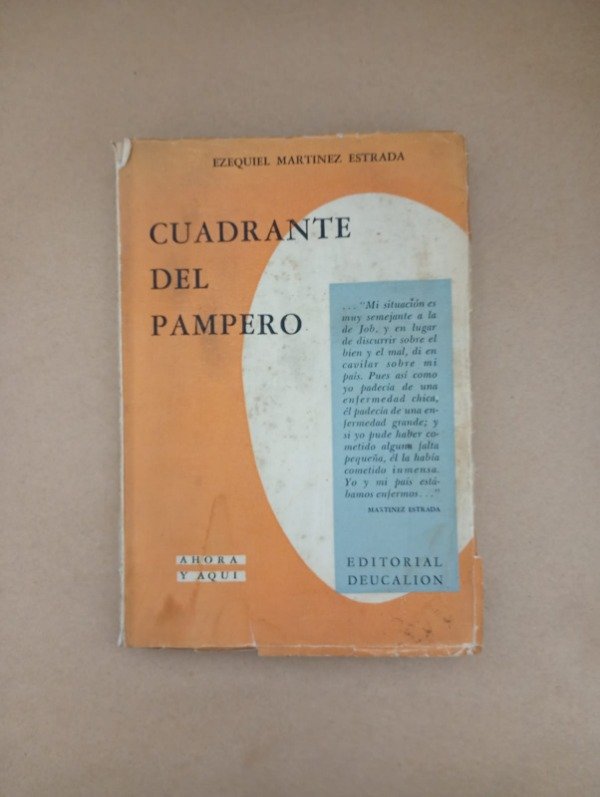 EZEQUIEL MARTINEZ ESTRADA
CUADRANTE
DEL
PAMPERO
..."Mi situación es
muy semejante a la
de Job, y en lugar
de discurrir sobre el
bien y el mal, di en
cavilar sobre mi
país. Pues así como
yo padecía de una
enfermedad chica,
él padecía de una en-
fermedad grande; y
si yo pude haber co-
metido alguna falta
pequeña, él la había
cometido inmensa.
Yo y mi país está-
bamos enfermos..."
MARTINEZ ESTRADA
AHORA
Y AQUI
EDITORIAL
DEUCALION